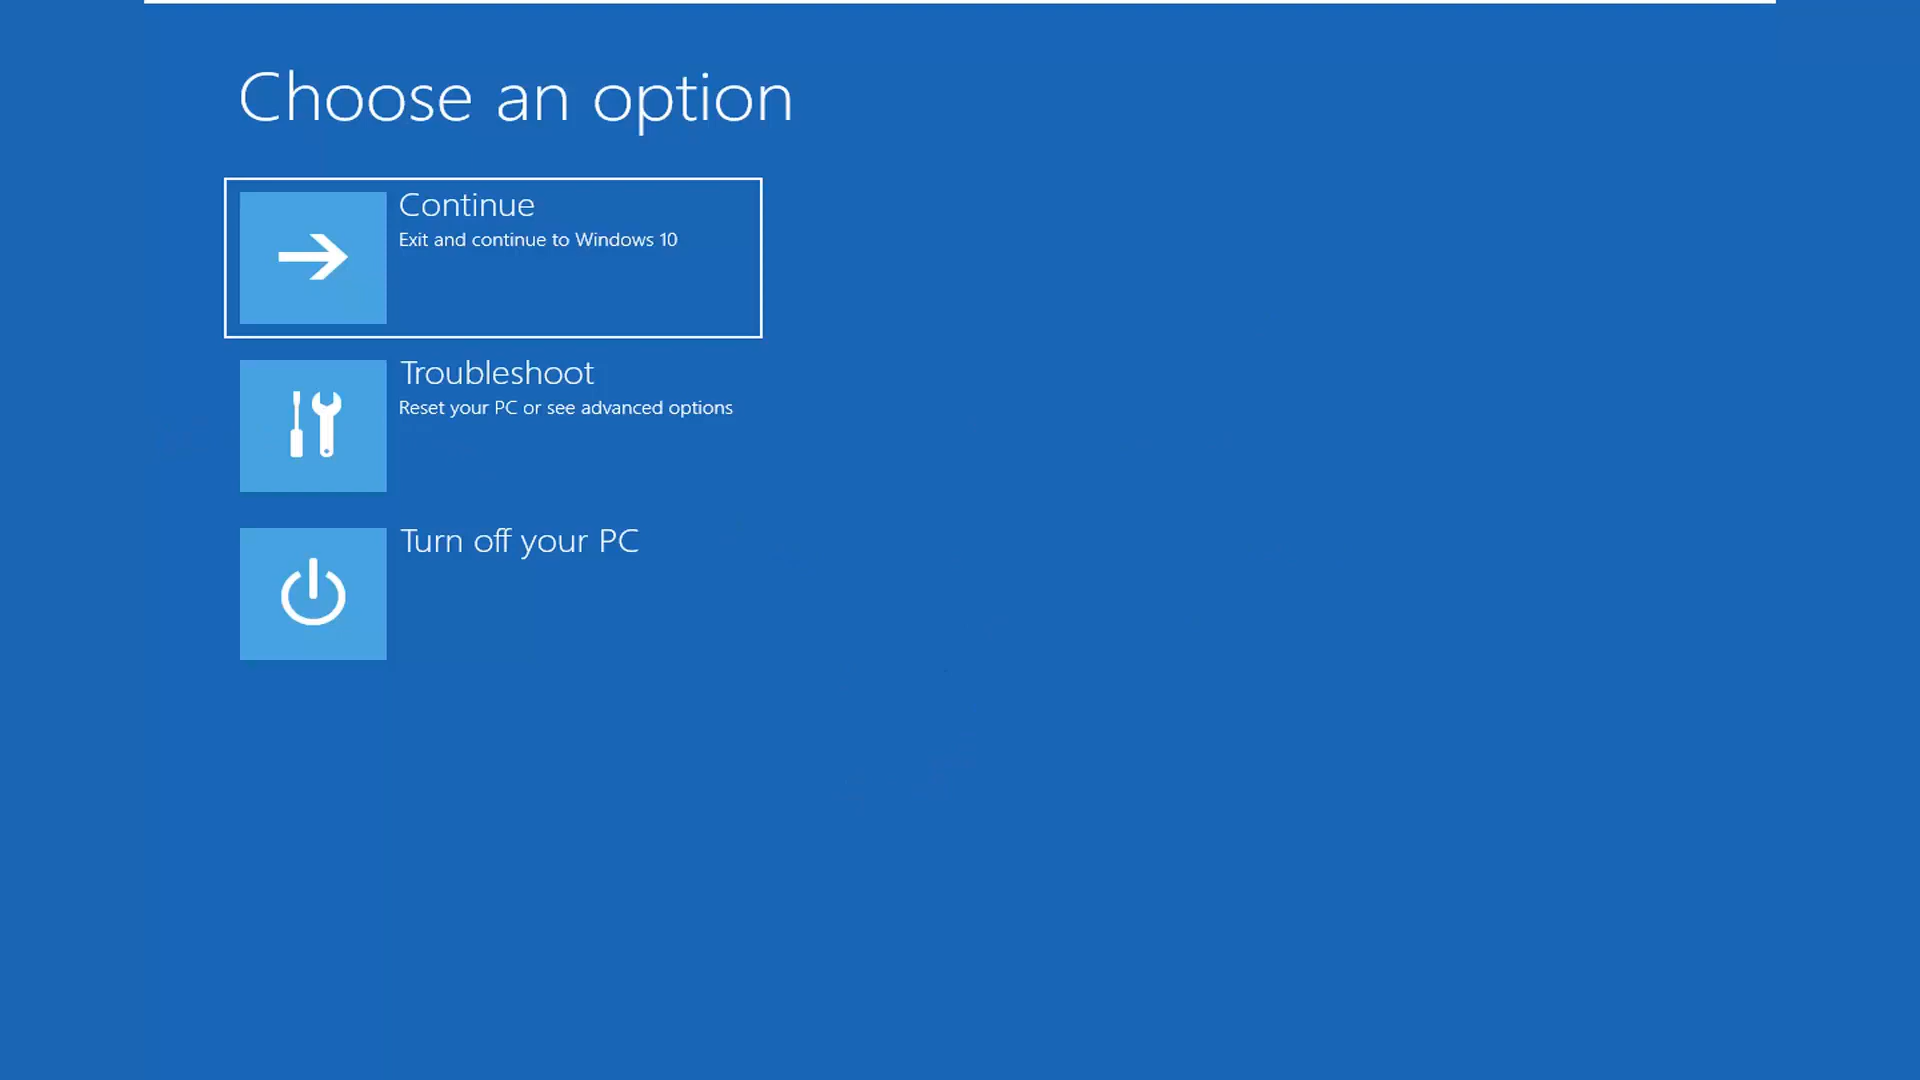 Choose an option
Continue
Exit and continue to Windows 10
Troubleshoot
Reset your PC or see advanced options
Turn off your PC